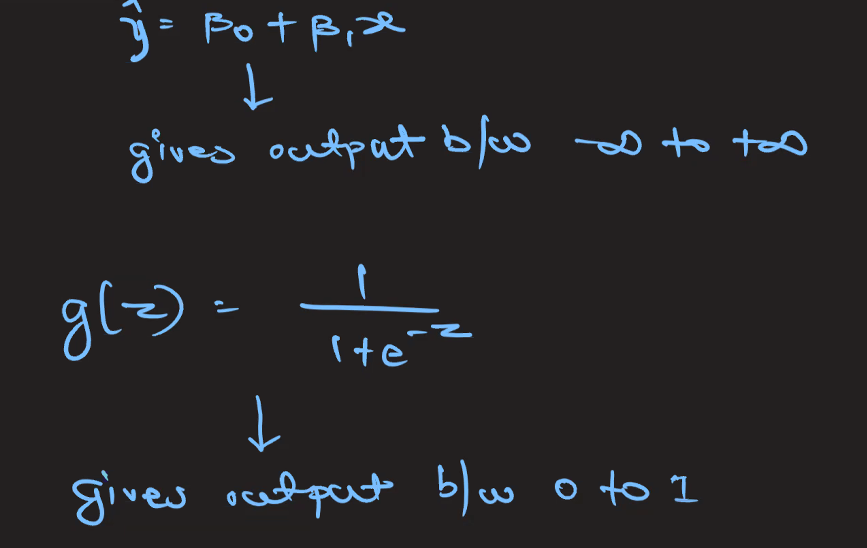 ŷ = β₀ + β₁x
↓
gives output b/w -∞ to +∞
g(z) = 1 / (1+e^(-z))
↓
gives output b/w 0 to 1